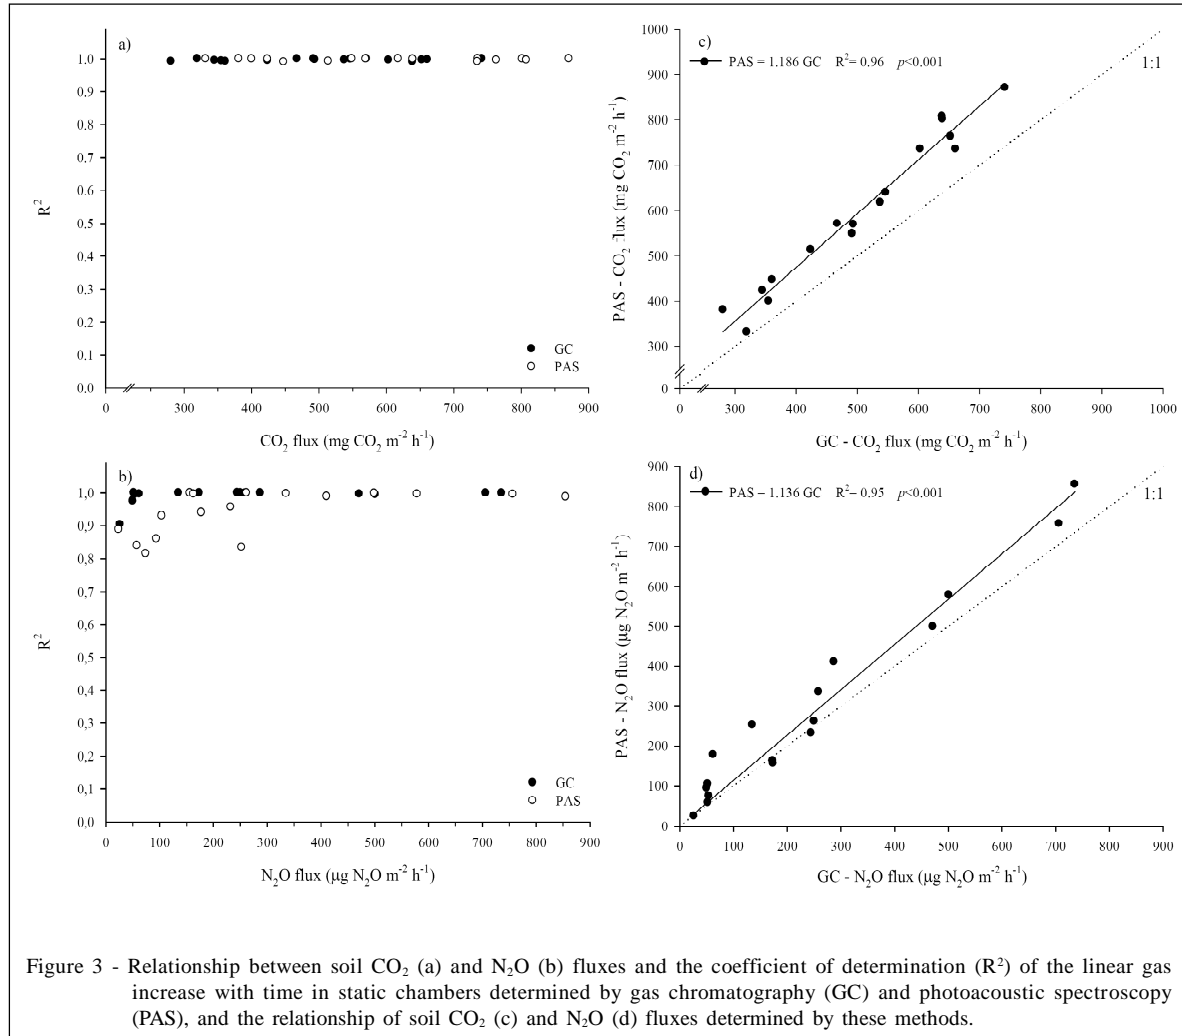 a)
1.0
0.9
0.8
0.7
0.6
0.5
0.4
0.3
0.2
0.1
0,0
R²
GC
PAS
0 300 400 500 600 700 800 900
CO₂ flux (mg CO₂ m⁻² h⁻¹)
c)
PAS = 1.186 GC R²= 0.96 p<0.001
1:1
1000
900
800
700
600
500
400
300
0
PAS - CO₂ flux (mg CO₂ m⁻² h⁻¹)
0 300 400 500 600 700 800 900 1000
GC - CO₂ flux (mg CO₂ m⁻² h⁻¹)
b)
1,0
0,9
0,8
0,7
0,6
0,5
0,4
0,3
0,2
0,1
0,0
R²
GC
PAS
0 100 200 300 400 500 600 700 800 900
N₂O flux (µg N₂O m⁻² h⁻¹)
d)
PAS = 1.136 GC R²= 0.95 p<0.001
1:1
900
800
700
600
500
400
300
200
100
0
PAS - N₂O flux (µg N₂O m⁻² h⁻¹)
0 100 200 300 400 500 600 700 800 900
GC - N₂O flux (µg N₂O m⁻² h⁻¹)
Figure 3 - Relationship between soil CO₂ (a) and N₂O (b) fluxes and the coefficient of determination (R²) of the linear gas
increase with time in static chambers determined by gas chromatography (GC) and photoacoustic spectroscopy
(PAS), and the relationship of soil CO₂ (c) and N₂O (d) fluxes determined by these methods.